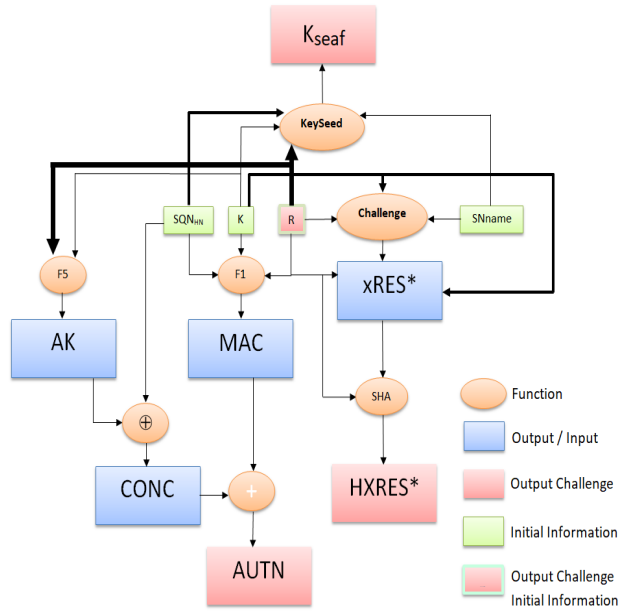 Kseaf
KeySeed
SQNHN
K
R
Challenge
SNname
F5
F1
xRES*
AK
MAC
⊕
SHA
CONC
+
HXRES*
AUTN
Function
Output / Input
Output Challenge
Initial Information
Output Challenge
Initial Information